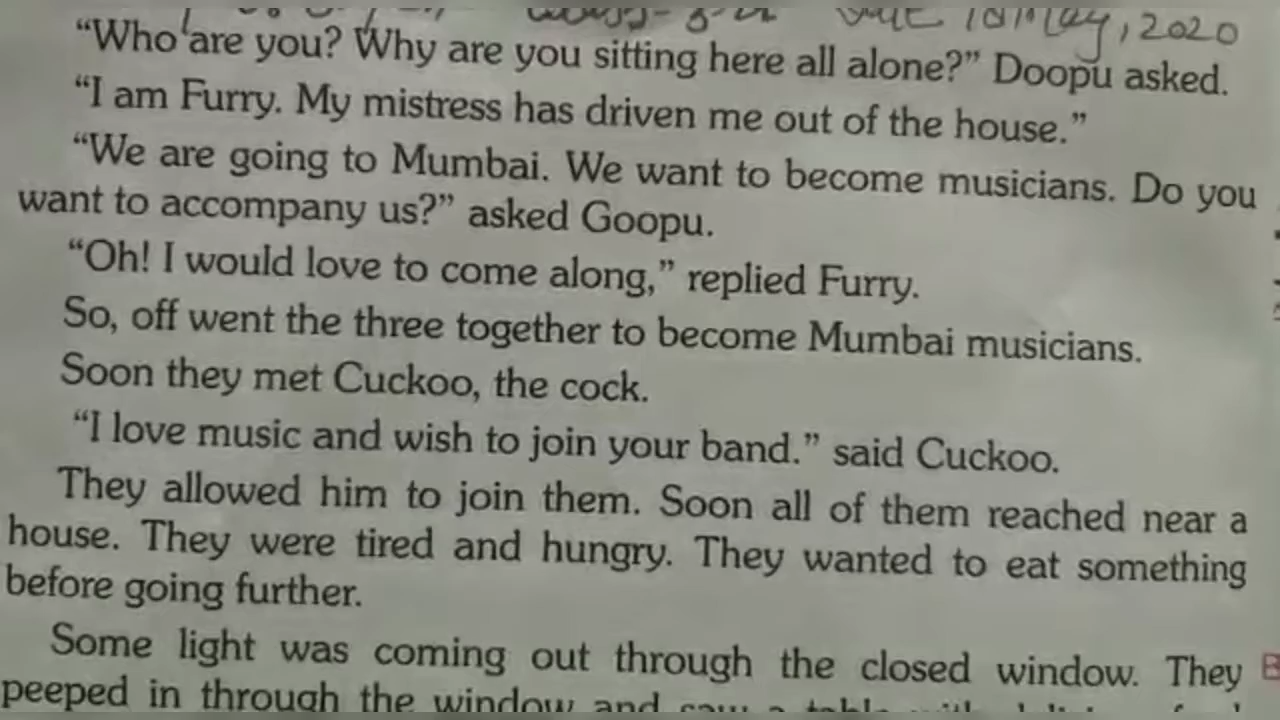 Date 18 May, 2020
“Who are you? Why are you sitting here all alone?” Doopu asked.
“I am Furry. My mistress has driven me out of the house.”
“We are going to Mumbai. We want to become musicians. Do you
want to accompany us?” asked Goopu.
“Oh! I would love to come along,” replied Furry.
So, off went the three together to become Mumbai musicians.
Soon they met Cuckoo, the cock.
“I love music and wish to join your band.” said Cuckoo.
They allowed him to join them. Soon all of them reached near a
house. They were tired and hungry. They wanted to eat something
before going further.
Some light was coming out through the closed window. They
peeped in through the window and saw a table with